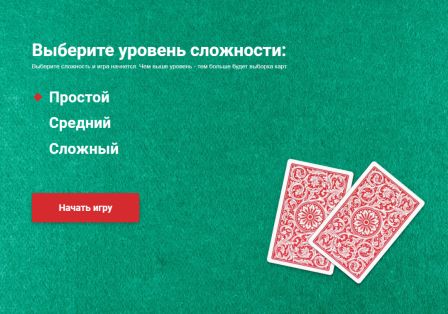 Выберите уровень сложности:
Выберите сложность и игра начнется. Чем выше уровень - тем больше будет выборка карт
Простой
Средний
Сложный
Начать игру